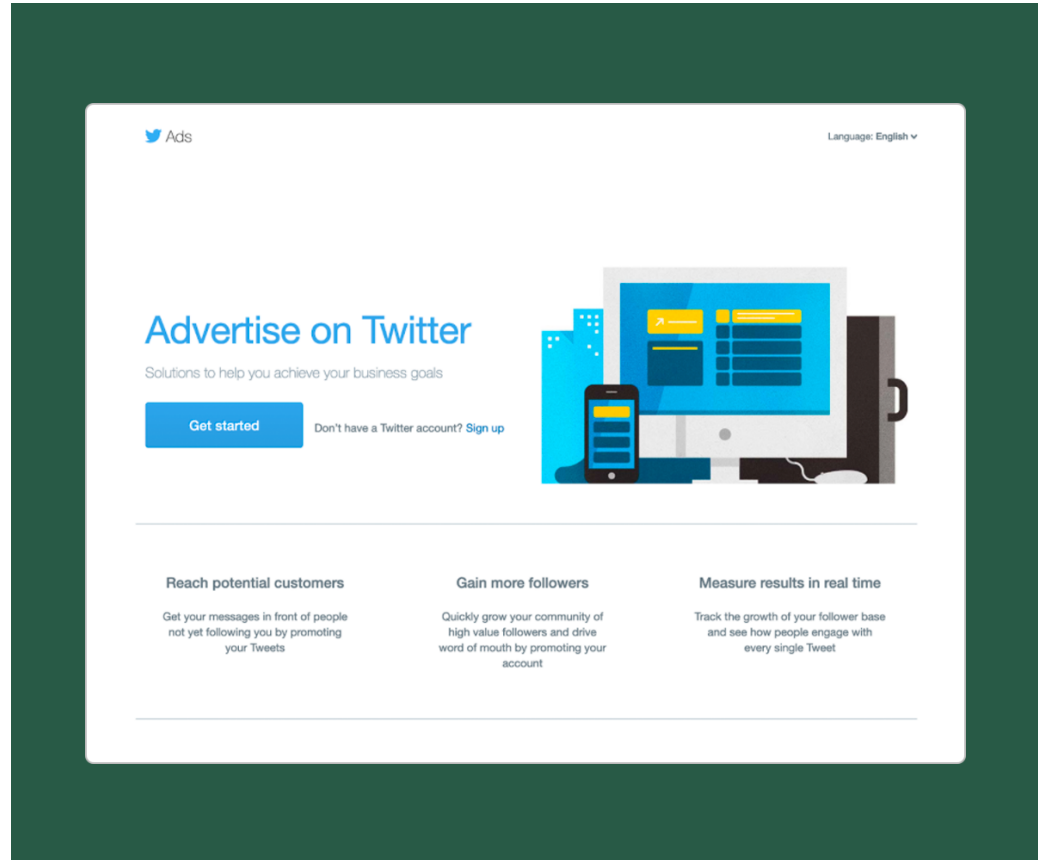 Ads
Language: English
Advertise on Twitter
Solutions to help you achieve your business goals
Get started
Don't have a Twitter account? Sign up
Reach potential customers
Get your messages in front of people
not yet following you by promoting
your Tweets
Gain more followers
Quickly grow your community of
high value followers and drive
word of mouth by promoting your
account
Measure results in real time
Track the growth of your follower base
and see how people engage with
every single Tweet